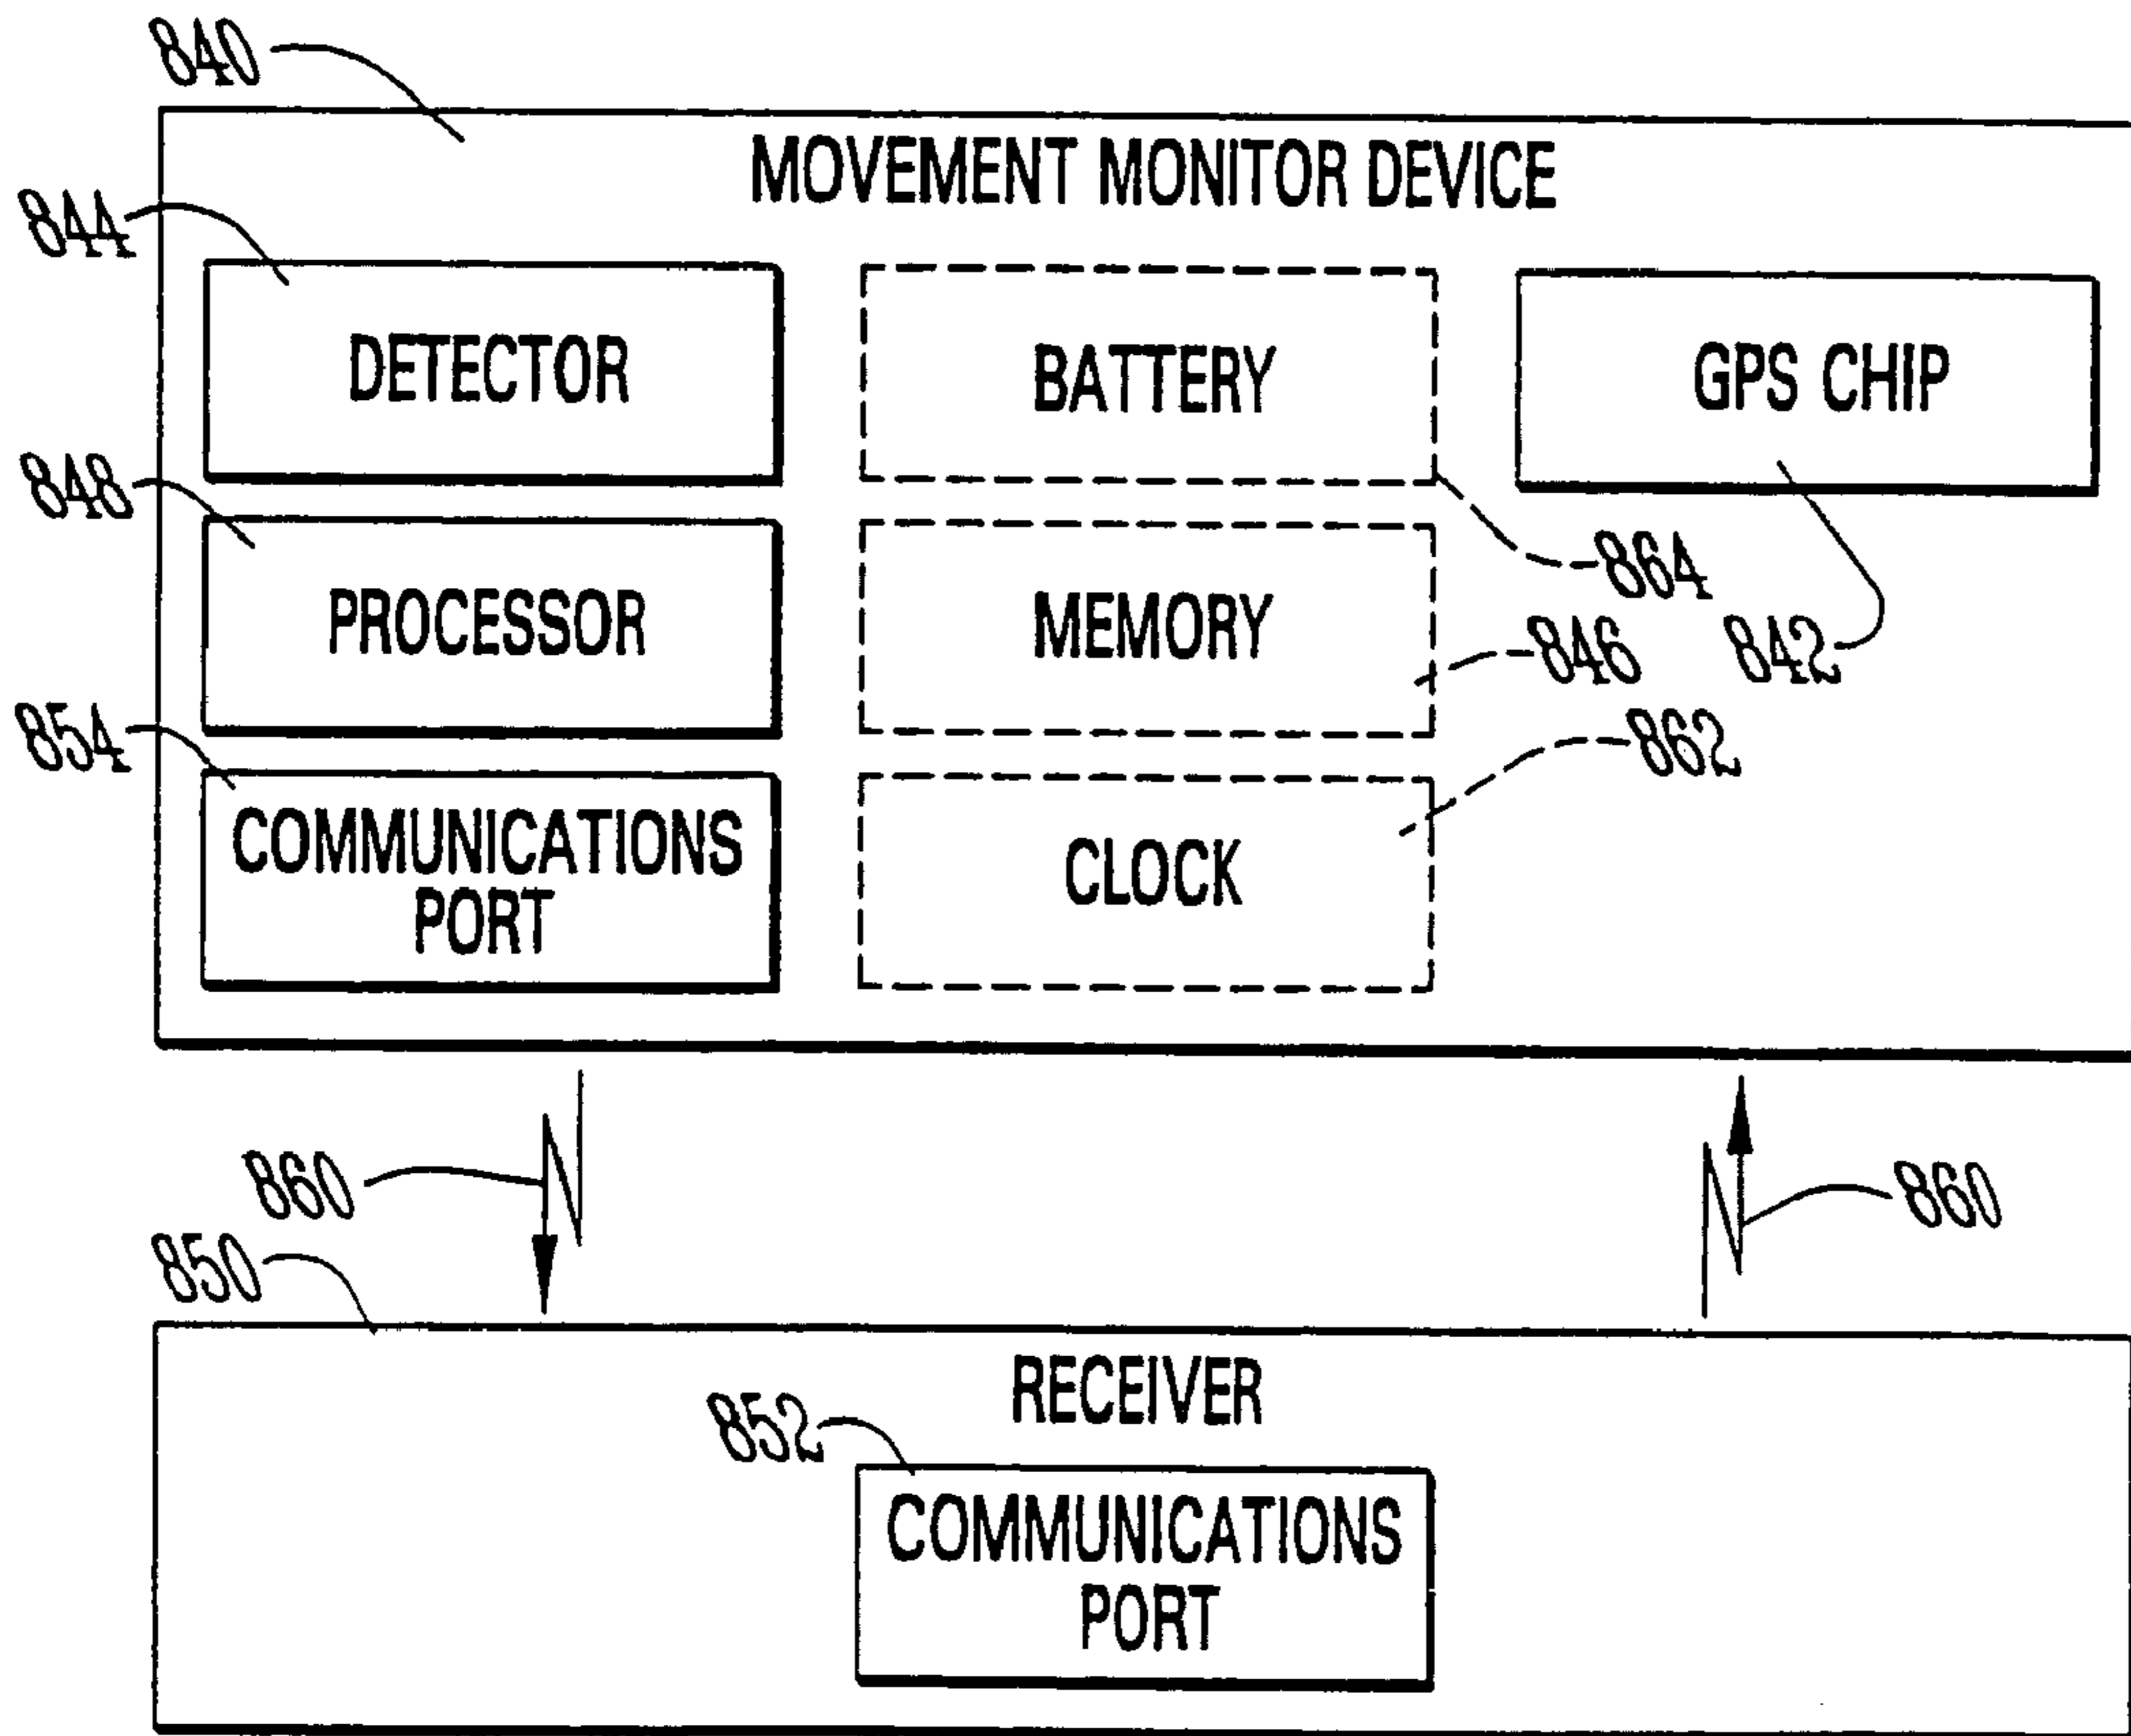 840
MOVEMENT MONITOR DEVICE
844
DETECTOR
BATTERY
GPS CHIP
848
864
PROCESSOR
MEMORY
846
842
854
862
COMMUNICATIONS
PORT
CLOCK
860
860
850
RECEIVER
852
COMMUNICATIONS
PORT